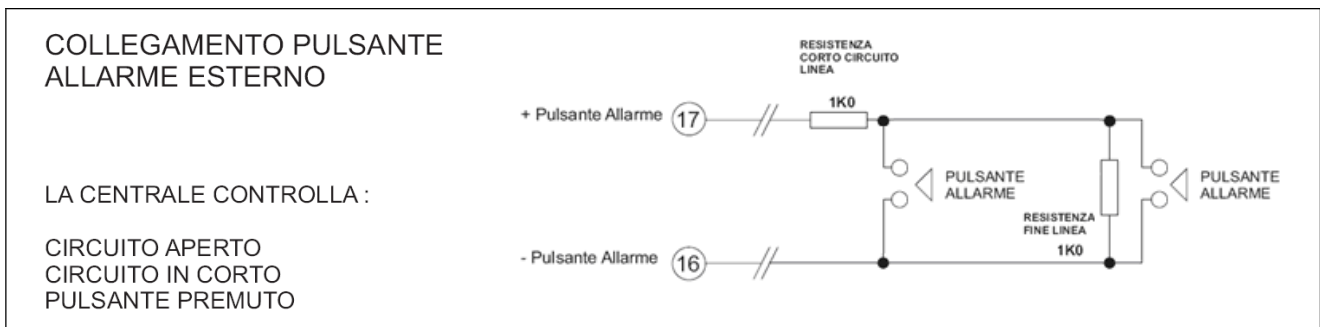 COLLEGAMENTO PULSANTE
ALLARME ESTERNO
LA CENTRALE CONTROLLA :
CIRCUITO APERTO
CIRCUITO IN CORTO
PULSANTE PREMUTO
RESISTENZA
CORTO CIRCUITO
LINEA
1K0
+ Pulsante Allarme 17
PULSANTE
ALLARME
PULSANTE
ALLARME
RESISTENZA
FINE LINEA
1K0
- Pulsante Allarme 16